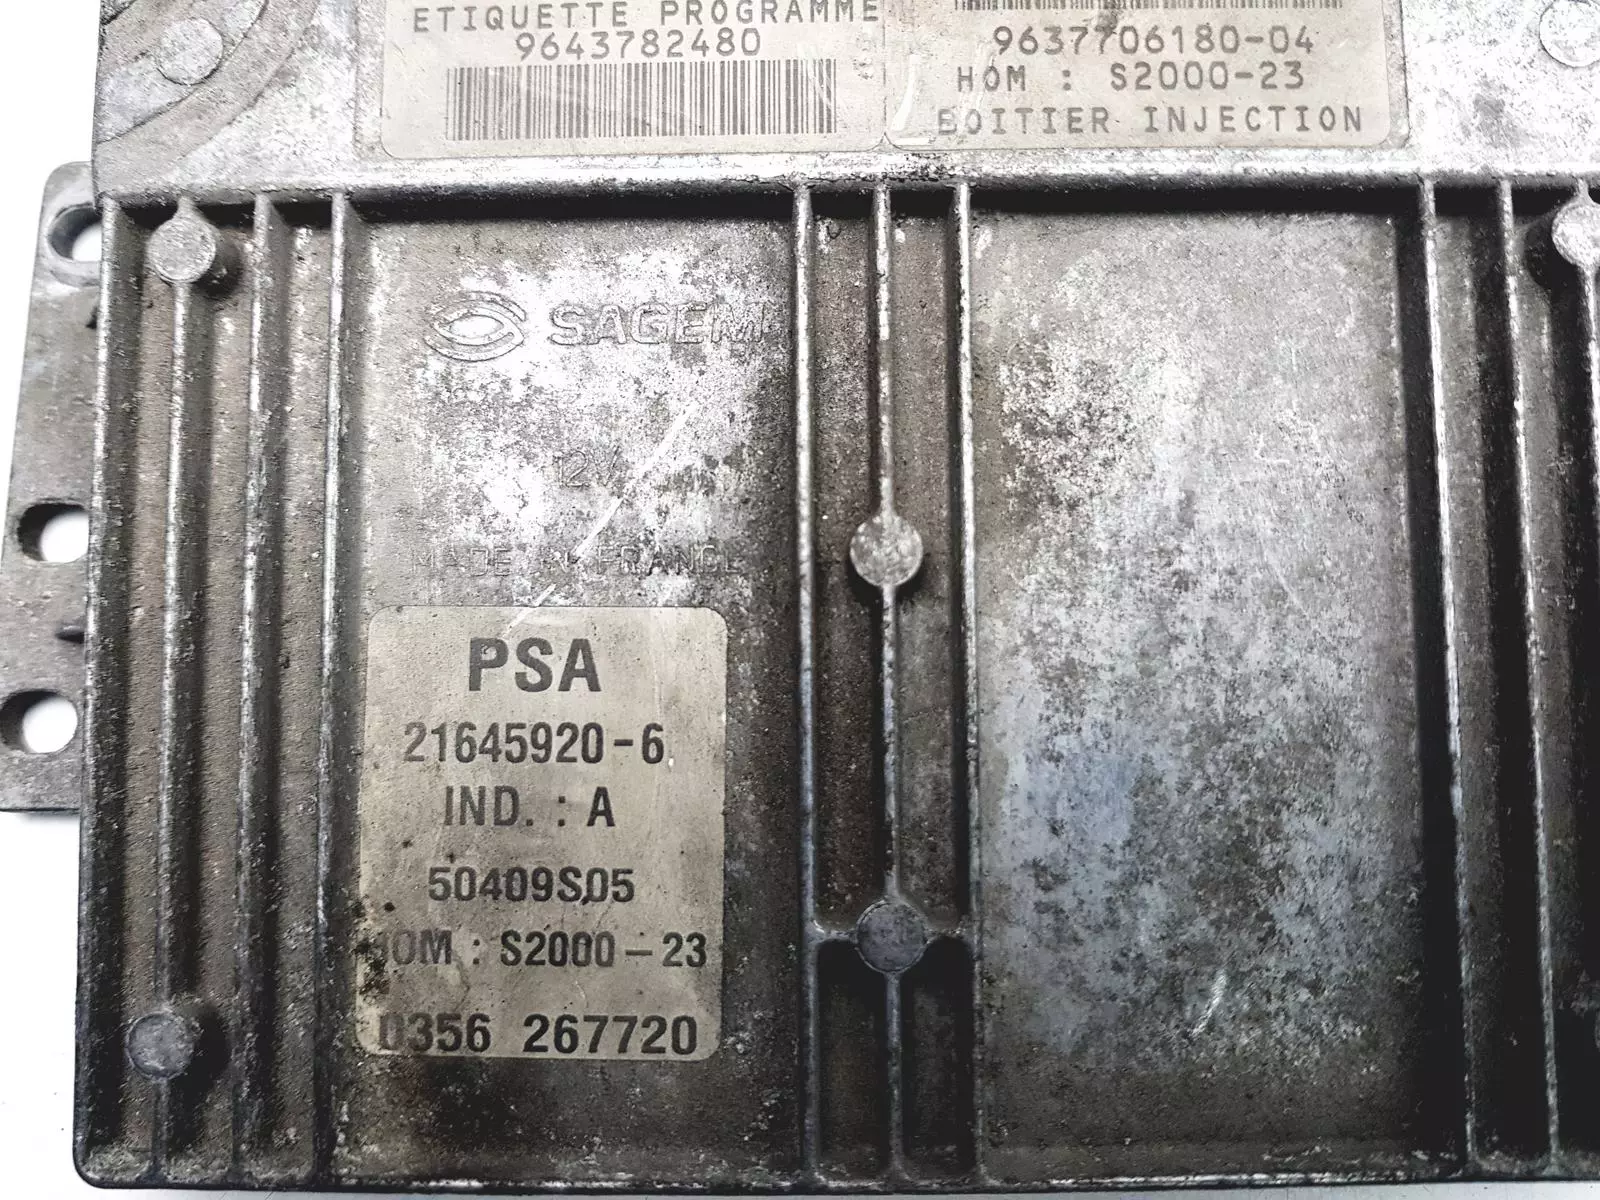 ETIQUETTE PROGRAMME
9643782480
9637706180-04
HOM : S2000-23
BOITIER INJECTION
SAGEM
12V
MADE IN FRANCE
PSA
21645920-6
IND. : A
50409S05
HOM : S2000-23
0356 267720